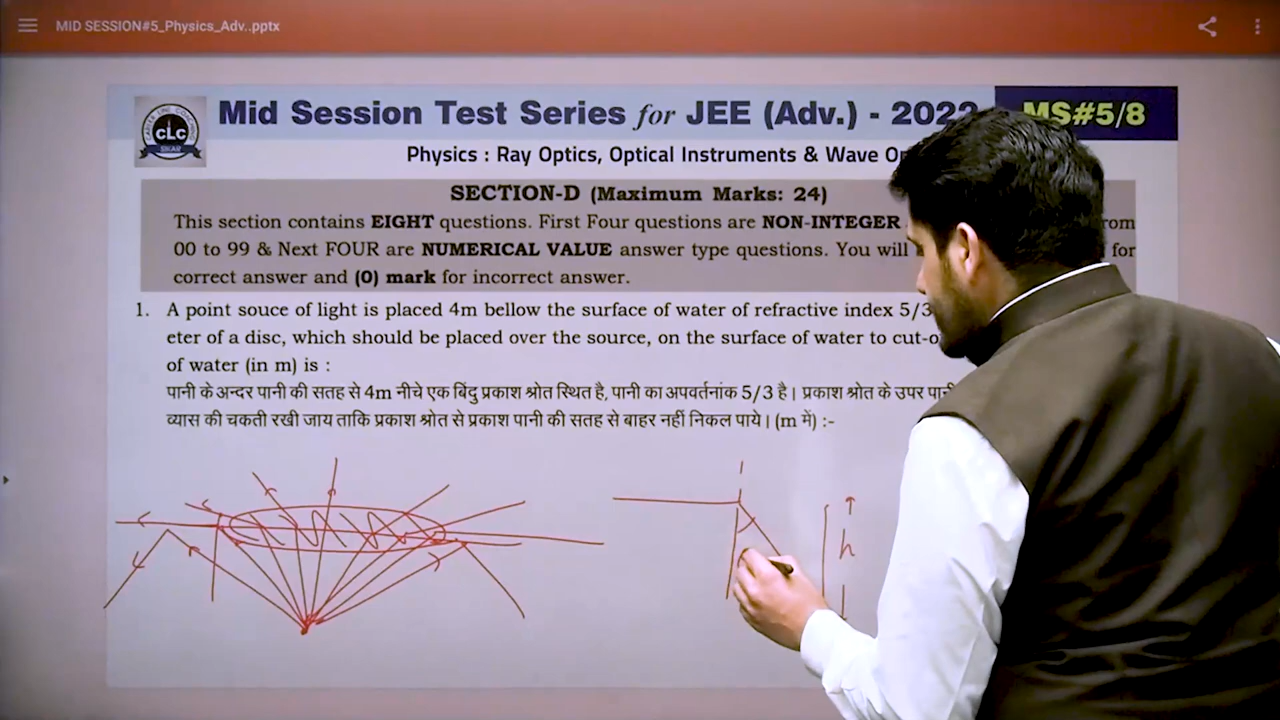 MID SESSION#5_Physics_Adv..pptx
Mid Session Test Series for JEE (Adv.) - 2022
MS#5/8
CLC
SIKAR
Physics : Ray Optics, Optical Instruments & Wave
SECTION-D (Maximum Marks: 24)
This section contains EIGHT questions. First Four questions are NON-INTEGER
00 to 99 & Next FOUR are NUMERICAL VALUE answer type questions. You will for
correct answer and (0) mark for incorrect answer.
1. A point souce of light is placed 4m bellow the surface of water of refractive index 5/3
eter of a disc, which should be placed over the source, on the surface of water to
of water (in m) is :
पानी के अन्दर पानी की सतह से 4m नीचे एक बिंदु प्रकाश श्रोत स्थित है, पानी का अपवर्तनांक 5/3 है। प्रकाश श्रोत के उपर
व्यास की चकती रखी जाय ताकि प्रकाश श्रोत से प्रकाश पानी की सतह से बाहर नहीं निकल पाये। (m में) :-
h